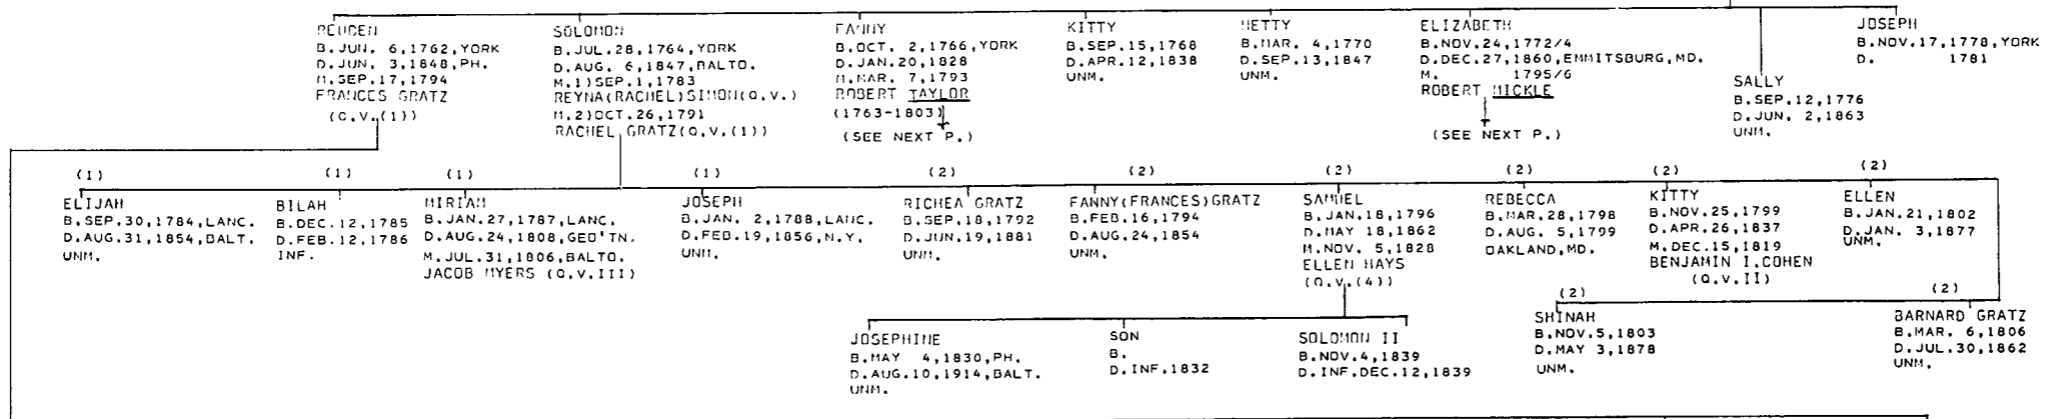 REUBEN
B.JUN. 6,1762,YORK
D.JUN. 3,1848,PH.
M.SEP.17,1794
FRANCES GRATZ
(Q.V.(1))
SOLOMON
B.JUL.28,1764,YORK
D.AUG. 6,1847,BALTO.
M.1)SEP.1,1783
REYNA(RACHEL)SIMON(Q.V.)
M.2)OCT.26,1791
RACHEL GRATZ(Q.V.(1))
FANNY
B.OCT. 2,1766,YORK
D.JAN.20,1828
M.MAR. 7,1793
ROBERT TAYLOR
(1763-1803)
(SEE NEXT P.)
KITTY
B.SEP.15,1768
D.APR.12,1838
UNM.
HETTY
B.MAR. 4,1770
D.SEP.13,1847
UNM.
ELIZABETH
B.NOV.24,1772/4
D.DEC.27,1860,EMMITSBURG,MD.
M. 1795/6
ROBERT MICKLE
(SEE NEXT P.)
SALLY
B.SEP.12,1776
D.JUN. 2,1863
UNM.
JOSEPH
B.NOV.17,1778,YORK
D. 1781
(1)
ELIJAH
B.SEP.30,1784,LANC.
D.AUG.31,1854,BALT.
UNM.
(1)
BILAH
B.DEC.12,1785
D.FEB.12,1786
INF.
(1)
MIRIAM
B.JAN.27,1787,LANC.
D.AUG.24,1808,GEO'TN.
M.JUL.31,1806,BALTO.
JACOB MYERS (Q.V.III)
(1)
JOSEPH
B.JAN. 2,1788,LANC.
D.FEB.19,1856,N.Y.
UNM.
(2)
RICHEA GRATZ
B.SEP.18,1792
D.JUN.19,1881
UNM.
(2)
FANNY(FRANCES)GRATZ
B.FEB.16,1794
D.AUG.24,1854
UNM.
(2)
SAMUEL
B.JAN.18,1796
D.MAY 18,1862
M.NOV. 5,1828
ELLEN HAYS
(Q.V.(4))
(2)
REBECCA
B.MAR.28,1798
D.AUG. 5,1799
OAKLAND,MD.
(2)
KITTY
B.NOV.25,1799
D.APR.26,1837
M.DEC.15,1819
BENJAMIN I.COHEN
(Q.V.II)
(2)
ELLEN
B.JAN.21,1802
D.JAN. 3,1877
UNM.
JOSEPHINE
B.MAY 4,1830,PH.
D.AUG.10,1914,BALT.
UNM.
SON
B.
D.INF.1832
SOLOMON II
B.NOV.4,1839
D.INF.DEC.12,1839
(2)
SHINAH
B.NOV.5,1803
D.MAY 3,1878
UNM.
(2)
BARNARD GRATZ
B.MAR. 6,1806
D.JUL.30,1862
UNM.